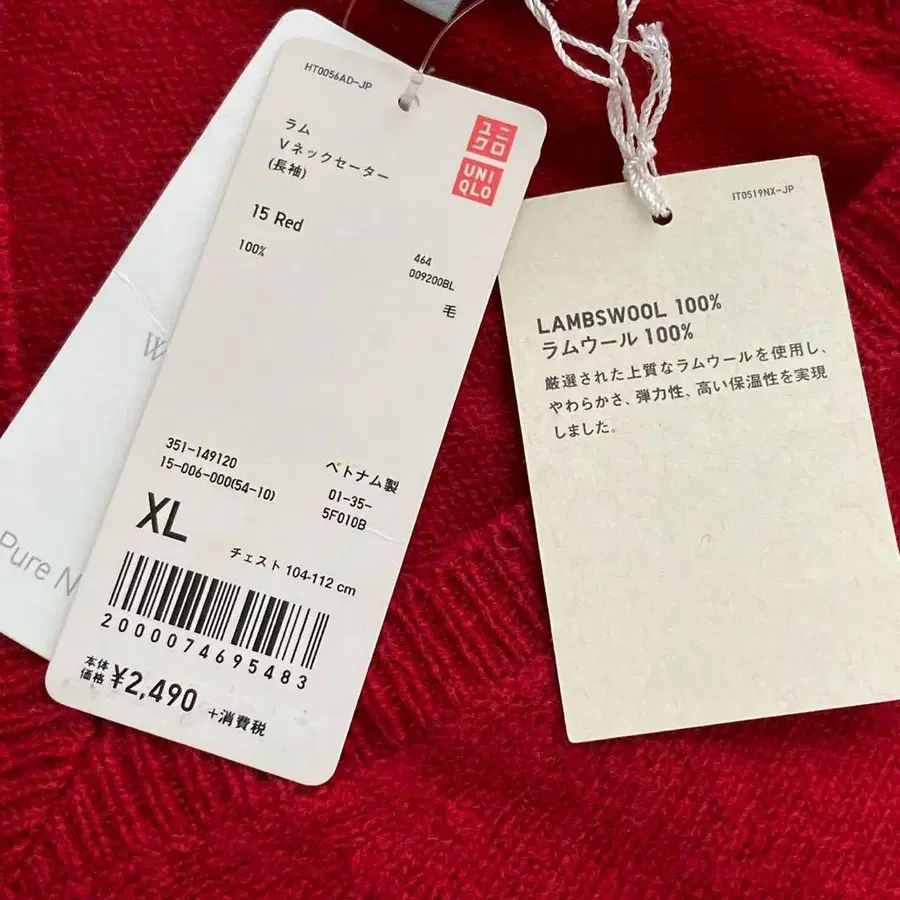 HT0056AD-JP
ユニ
クロ
UNI
QLO
ラム
Vネックセーター
(長袖)
15 Red
100%
464
009200BL
毛
351-149120
15-006-000(54-10)
ベトナム製
01-35-
5F010B
XL
チェスト 104-112 cm
2000074695483
本体
価格 ¥2,490 +消費税
IT0519NX-JP
LAMBSWOOL 100%
ラムウール 100%
厳選された上質なラムウールを使用し、
やわらかさ、弾力性、高い保温性を実現
しました。
W
Pure N